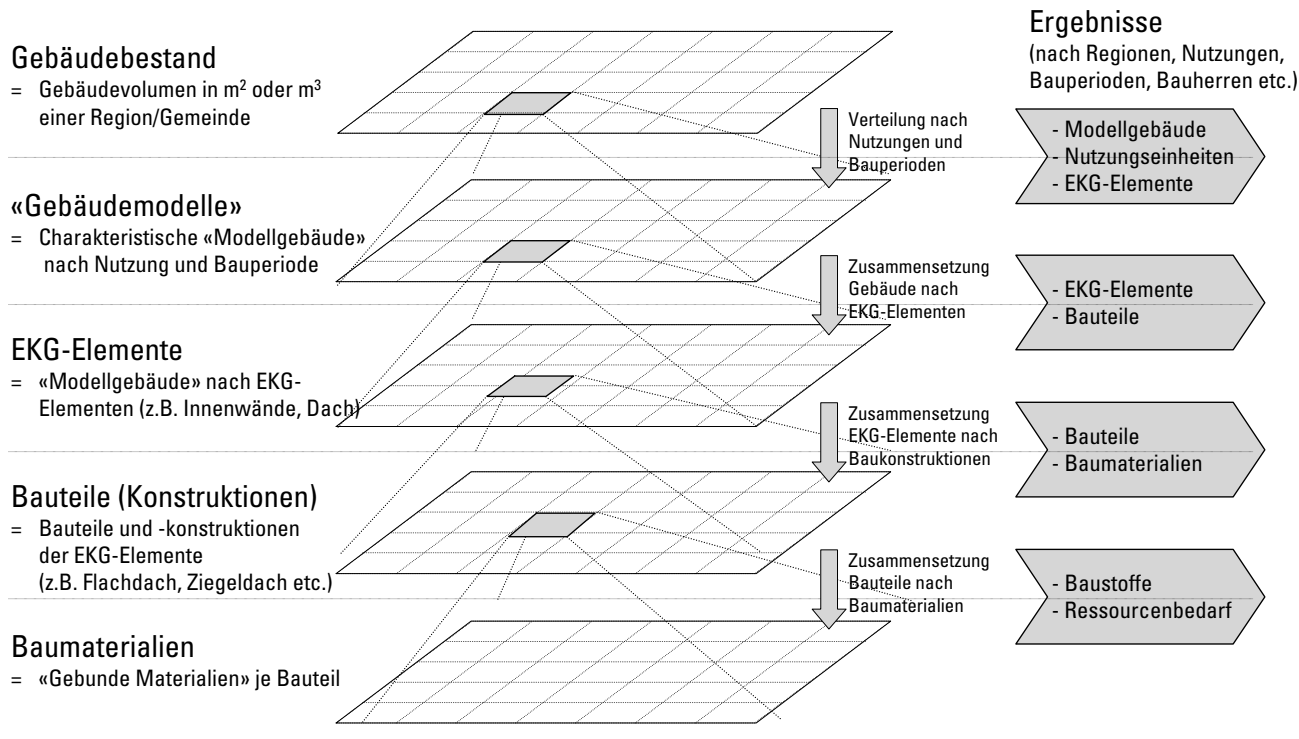 Gebäudebestand
= Gebäudevolumen in m² oder m³
einer Region/Gemeinde
«Gebäudemodelle»
= Charakteristische «Modellgebäude»
nach Nutzung und Bauperiode
EKG-Elemente
= «Modellgebäude» nach EKG-
Elementen (z.B. Innenwände, Dach)
Bauteile (Konstruktionen)
= Bauteile und -konstruktionen
der EKG-Elemente
(z.B. Flachdach, Ziegeldach etc.)
Baumaterialien
= «Gebunde Materialien» je Bauteil
Verteilung nach
Nutzungen und
Bauperioden
Zusammensetzung
Gebäude nach
EKG-Elementen
Zusammensetzung
EKG-Elemente nach
Baukonstruktionen
Zusammensetzung
Bauteile nach
Baumaterialien
Ergebnisse
(nach Regionen, Nutzungen,
Bauperioden, Bauherren etc.)
- Modellgebäude
- Nutzungseinheiten
- EKG-Elemente
- EKG-Elemente
- Bauteile
- Bauteile
- Baumaterialien
- Baustoffe
- Ressourcenbedarf